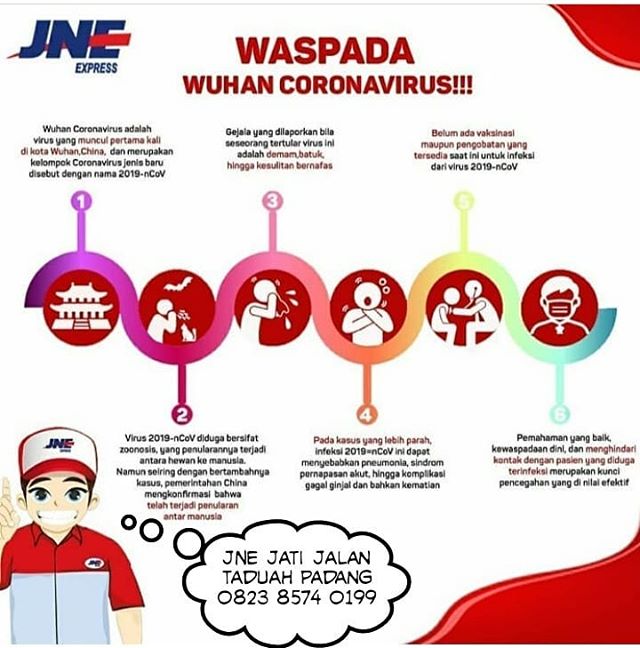 JNE
EXPRESS
WASPADA
WUHAN CORONAVIRUS!!!
Wuhan Coronavirus adalah
virus yang muncul pertama kali
di kota Wuhan,China, dan merupakan
kelompok Coronavirus jenis baru
disebut dengan nama 2019-nCoV
1
Virus 2019-nCoV diduga bersifat
zoonosis, yang penularannya terjadi
antara hewan ke manusia.
Namun seiring dengan bertambahnya
kasus, pemerintahan China
mengkonfirmasi bahwa
telah terjadi penularan
antar manusia
2
Gejala yang dilaporkan bila
seseorang tertular virus ini
adalah demam,batuk,
hingga kesulitan bernafas
3
Pada kasus yang lebih parah,
infeksi 2019=nCoV ini dapat
menyebabkan pneumonia, sindrom
pernapasan akut, hingga komplikasi
gagal ginjal dan bahkan kematian
4
Belum ada vaksinasi
maupun pengobatan yang
tersedia saat ini untuk infeksi
dari virus 2019-nCoV
5
Pemahaman yang baik,
kewaspadaan dini, dan menghindari
kontak dengan pasien yang diduga
terinfeksi merupakan kunci
pencegahan yang di nilai efektif
6
JNE
JNE
JNE JATI JALAN
TADUAH PADANG
0823 8574 0199